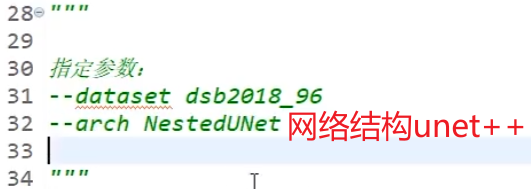 28 """
29
30 指定参数：
31 --dataset dsb2018_96
32 --arch NestedUNet 网络结构unet++
33
34 """